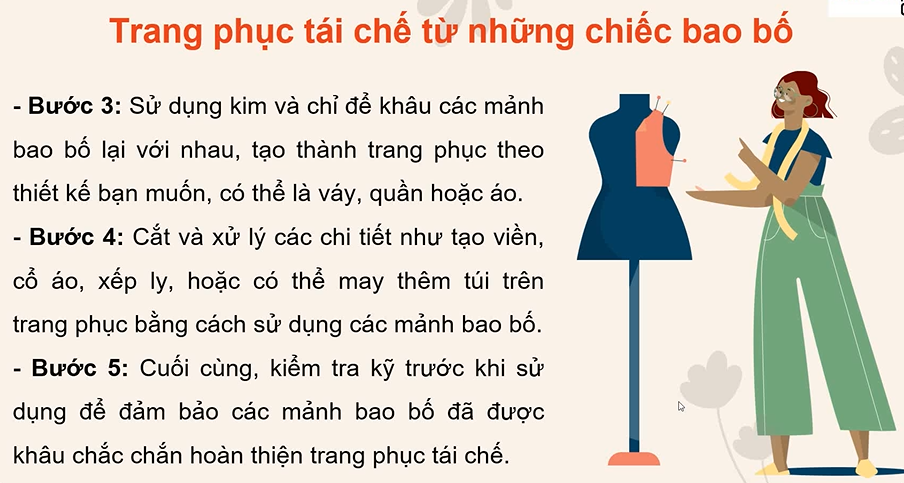 Trang phục tái chế từ những chiếc bao bố
- Bước 3: Sử dụng kim và chỉ để khâu các mảnh
bao bố lại với nhau, tạo thành trang phục theo
thiết kế bạn muốn, có thể là váy, quần hoặc áo.
- Bước 4: Cắt và xử lý các chi tiết như tạo viền,
cổ áo, xếp ly, hoặc có thể may thêm túi trên
trang phục bằng cách sử dụng các mảnh bao bố.
- Bước 5: Cuối cùng, kiểm tra kỹ trước khi sử
dụng để đảm bảo các mảnh bao bố đã được
khâu chắc chắn hoàn thiện trang phục tái chế.